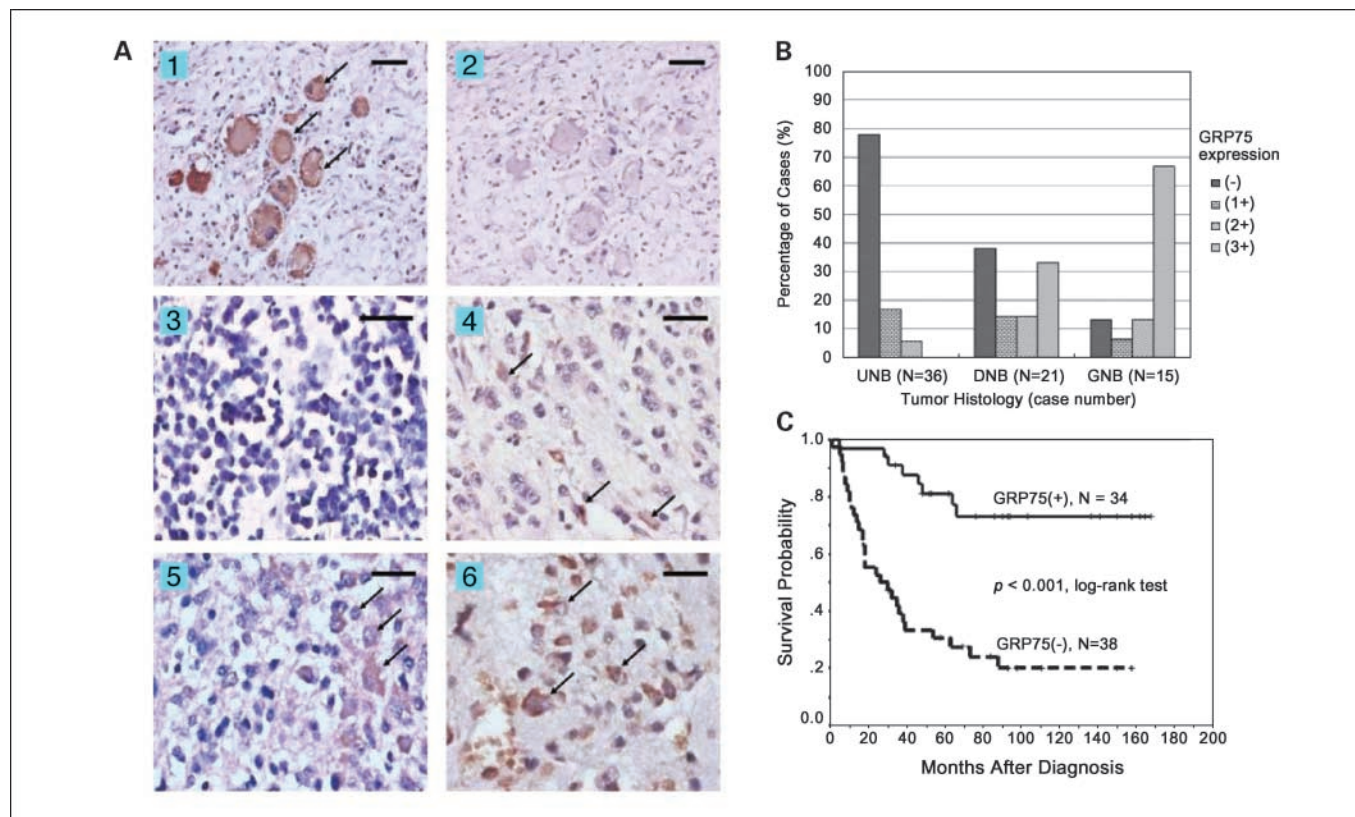 A
1
2
3
4
5
6
B
100
90
80
70
60
50
40
30
20
10
0
Percentage of Cases (%)
UNB (N=36) DNB (N=21) GNB (N=15)
Tumor Histology (case number)
GRP75
expression
(-)
(1+)
(2+)
(3+)
C
1.0
.8
.6
.4
.2
0.0
Survival Probability
GRP75(+), N = 34
p < 0.001, log-rank test
GRP75(-), N=38
0 20 40 60 80 100 120 140 160 180 200
Months After Diagnosis